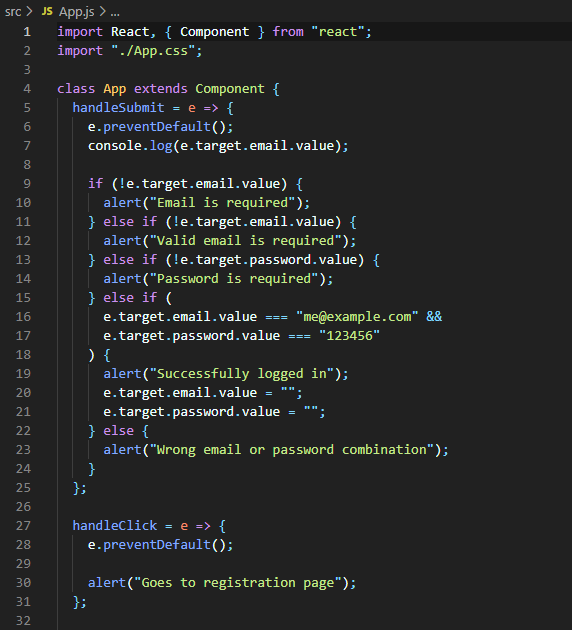 src > JS App.js > ...
1 import React, { Component } from "react";
2 import "./App.css";
3
4 class App extends Component {
5   handleSubmit = e => {
6     e.preventDefault();
7     console.log(e.target.email.value);
8
9     if (!e.target.email.value) {
10       alert("Email is required");
11     } else if (!e.target.email.value) {
12       alert("Valid email is required");
13     } else if (!e.target.password.value) {
14       alert("Password is required");
15     } else if (
16       e.target.email.value === "me@example.com" &&
17       e.target.password.value === "123456"
18     ) {
19       alert("Successfully logged in");
20       e.target.email.value = "";
21       e.target.password.value = "";
22     } else {
23       alert("Wrong email or password combination");
24     }
25   };
26
27   handleClick = e => {
28     e.preventDefault();
29
30     alert("Goes to registration page");
31   };
32